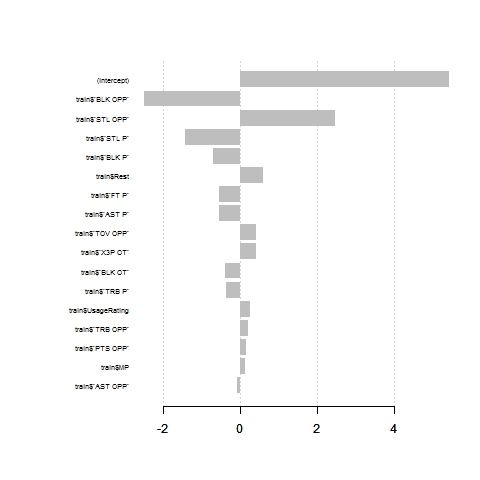 (Intercept)
train$`BLK OPP`
train$`STL OPP`
train$`STL P`
train$`BLK P`
train$Rest
train$`FT P`
train$`AST P`
train$`TOV OPP`
train$`X3P OT`
train$`BLK OT`
train$`TRB P`
train$UsageRating
train$`TRB OPP`
train$`PTS OPP`
train$MP
train$`AST OPP`
-2 0 2 4